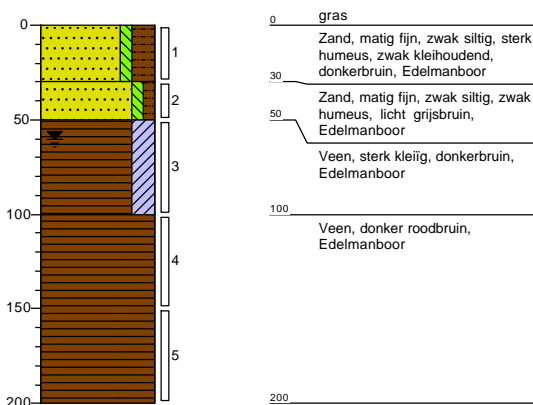 0
50
100
150
200
1
2
3
4
5
0
gras
Zand, matig fijn, zwak siltig, sterk
humeus, zwak kleihoudend,
donkerbruin, Edelmanboor
30
Zand, matig fijn, zwak siltig, zwak
humeus, licht grijsbruin,
Edelmanboor
50
Veen, sterk kleiïg, donkerbruin,
Edelmanboor
100
Veen, donker roodbruin,
Edelmanboor
200